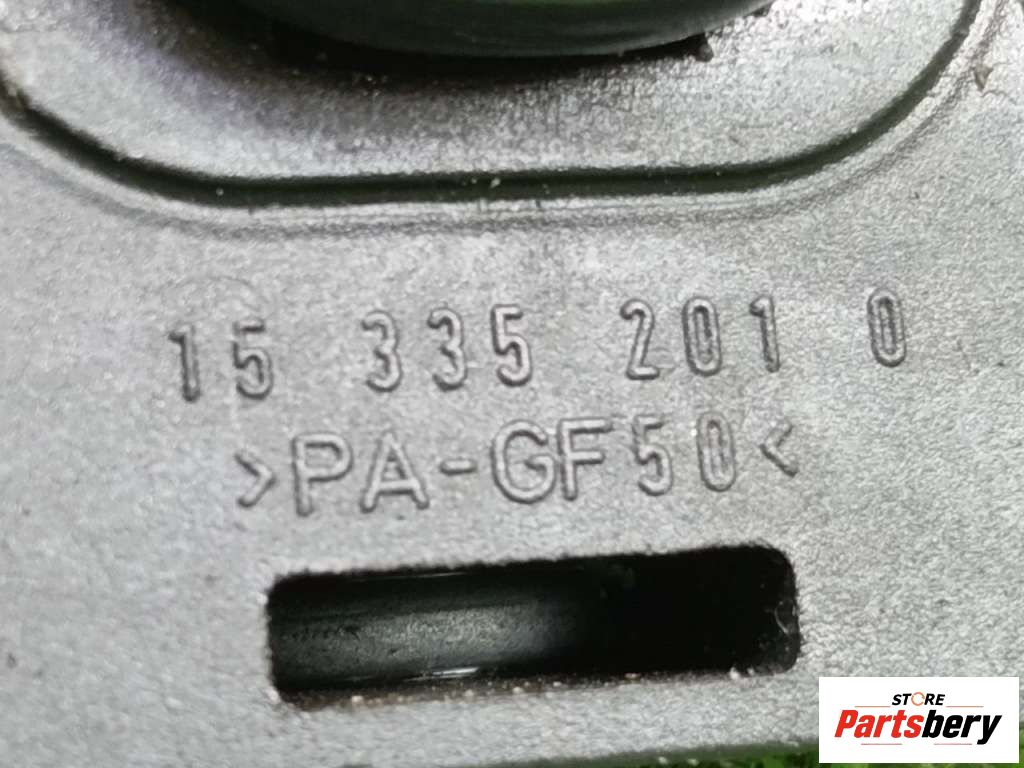 15 335 201 0
>PA-GF50<
STORE
Partsbery